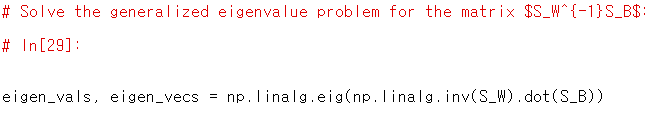 # Solve the generalized eigenvalue problem for the matrix $S_W^{-1}S_B$:
# In[29]:
eigen_vals, eigen_vecs = np.linalg.eig(np.linalg.inv(S_W).dot(S_B))